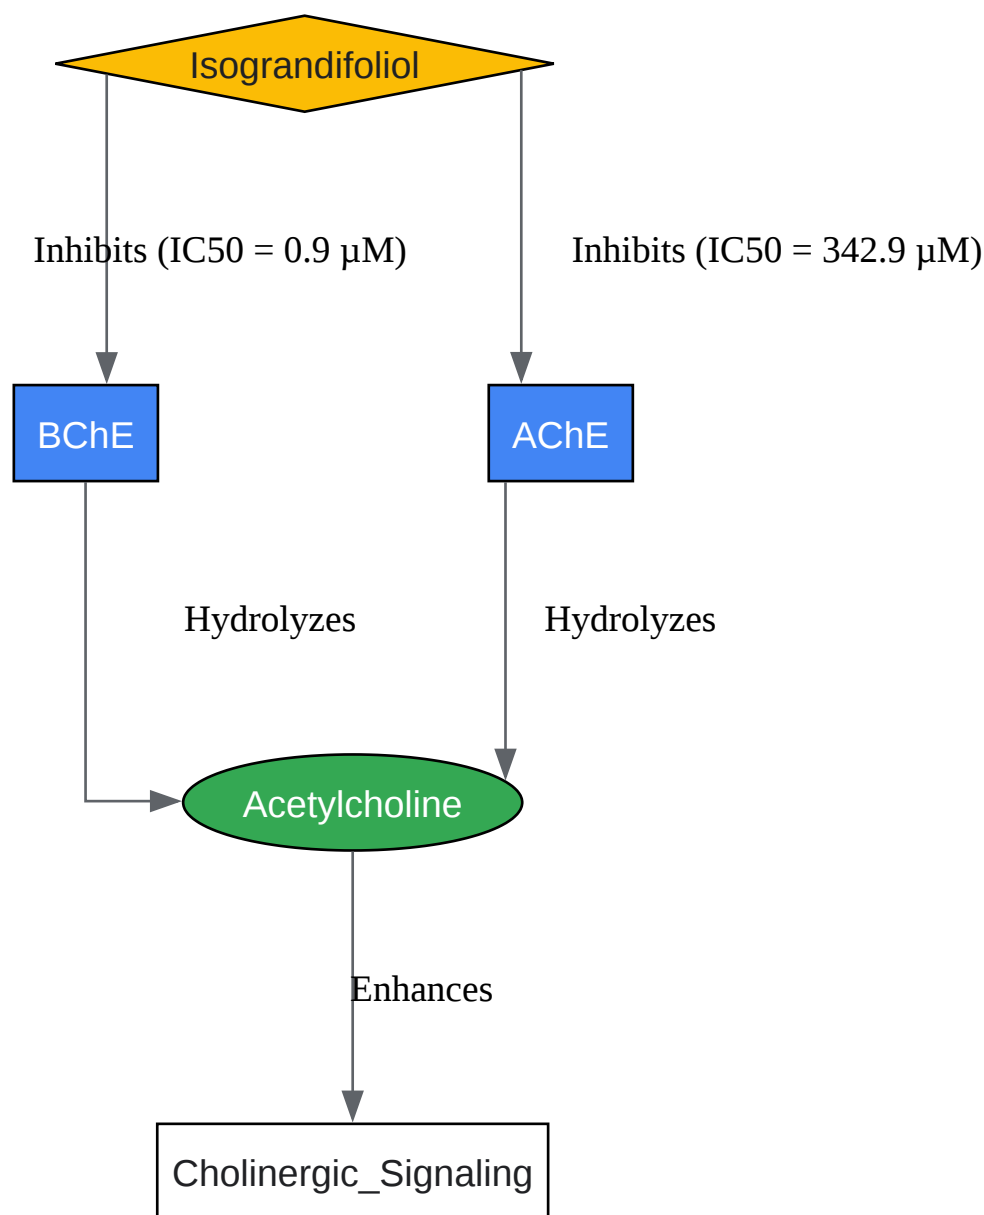 Isograndifoliol
Inhibits (IC50 = 0.9 µM)
Inhibits (IC50 = 342.9 µM)
BChE
AChE
Hydrolyzes
Hydrolyzes
Acetylcholine
Enhances
Cholinergic_Signaling